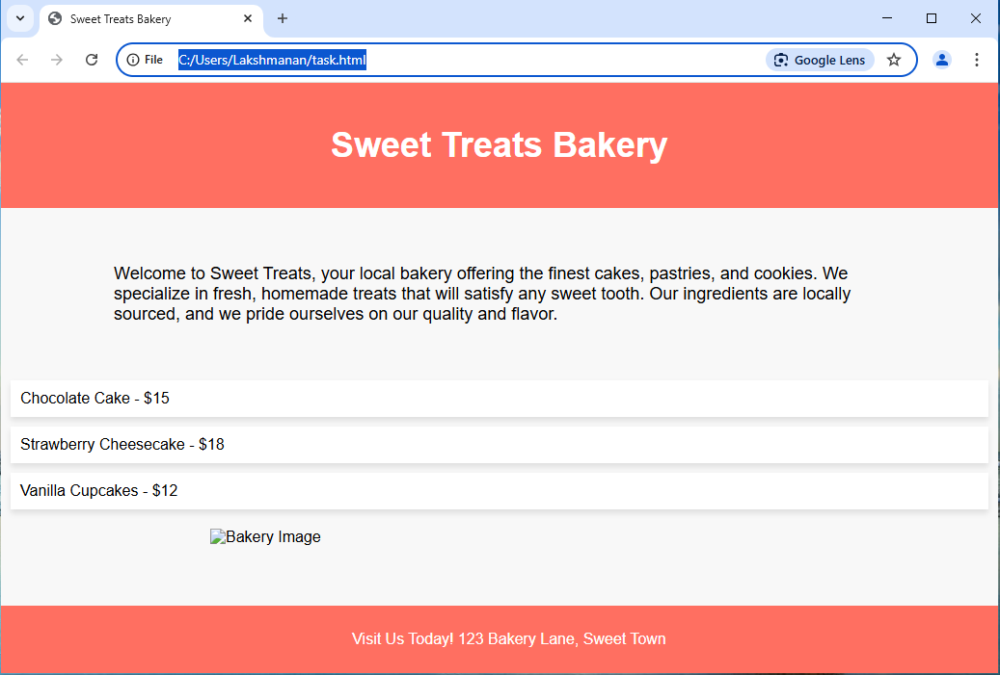 Sweet Treats Bakery
File C:/Users/Lakshmanan/task.html Google Lens
Sweet Treats Bakery
Welcome to Sweet Treats, your local bakery offering the finest cakes, pastries, and cookies. We
specialize in fresh, homemade treats that will satisfy any sweet tooth. Our ingredients are locally
sourced, and we pride ourselves on our quality and flavor.
Chocolate Cake - $15
Strawberry Cheesecake - $18
Vanilla Cupcakes - $12
Bakery Image
Visit Us Today! 123 Bakery Lane, Sweet Town